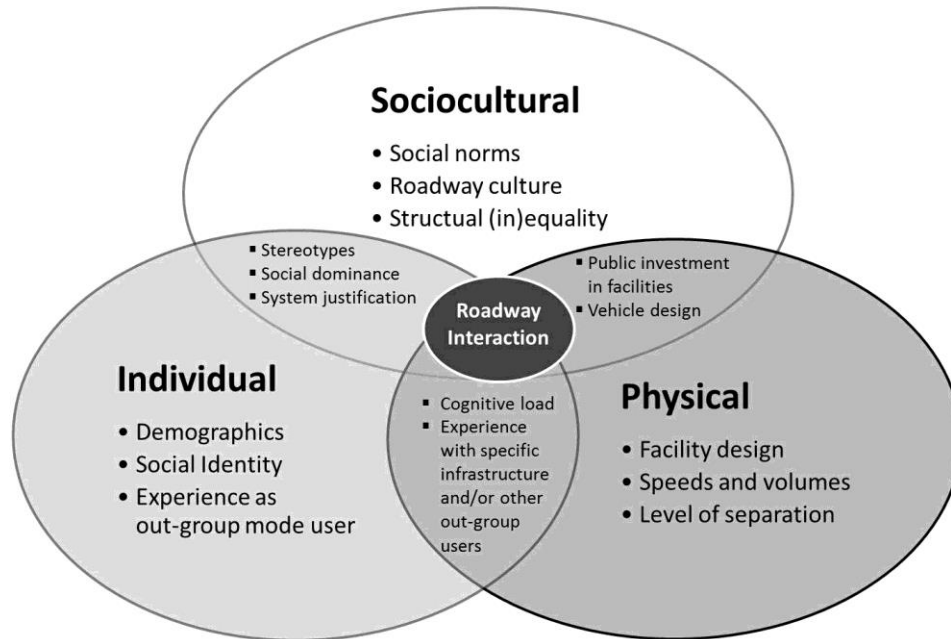 Sociocultural
• Social norms
• Roadway culture
• Structual (in)equality
▪ Stereotypes
▪ Social dominance
▪ System justification
▪ Public investment
in facilities
▪ Vehicle design
Roadway
Interaction
Individual
• Demographics
• Social Identity
• Experience as
out-group mode user
▪ Cognitive load
▪ Experience
with specific
infrastructure
and/or other
out-group
users
Physical
• Facility design
• Speeds and volumes
• Level of separation